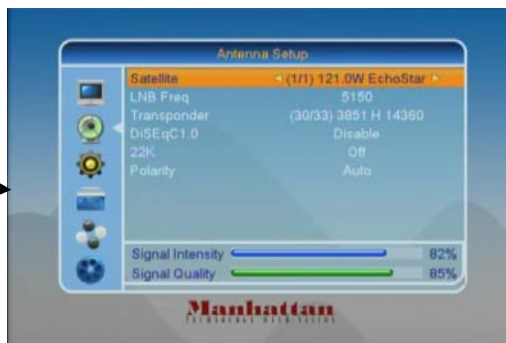 Antenna Setup
Satellite (1/1) 121.0W EchoStar
LNB Freq 5150
Transponder (30/33) 3851 H 14360
DiSEqC1.0 Disable
22K Off
Polarity Auto
Signal Intensity 82%
Signal Quality 85%
Manhattan